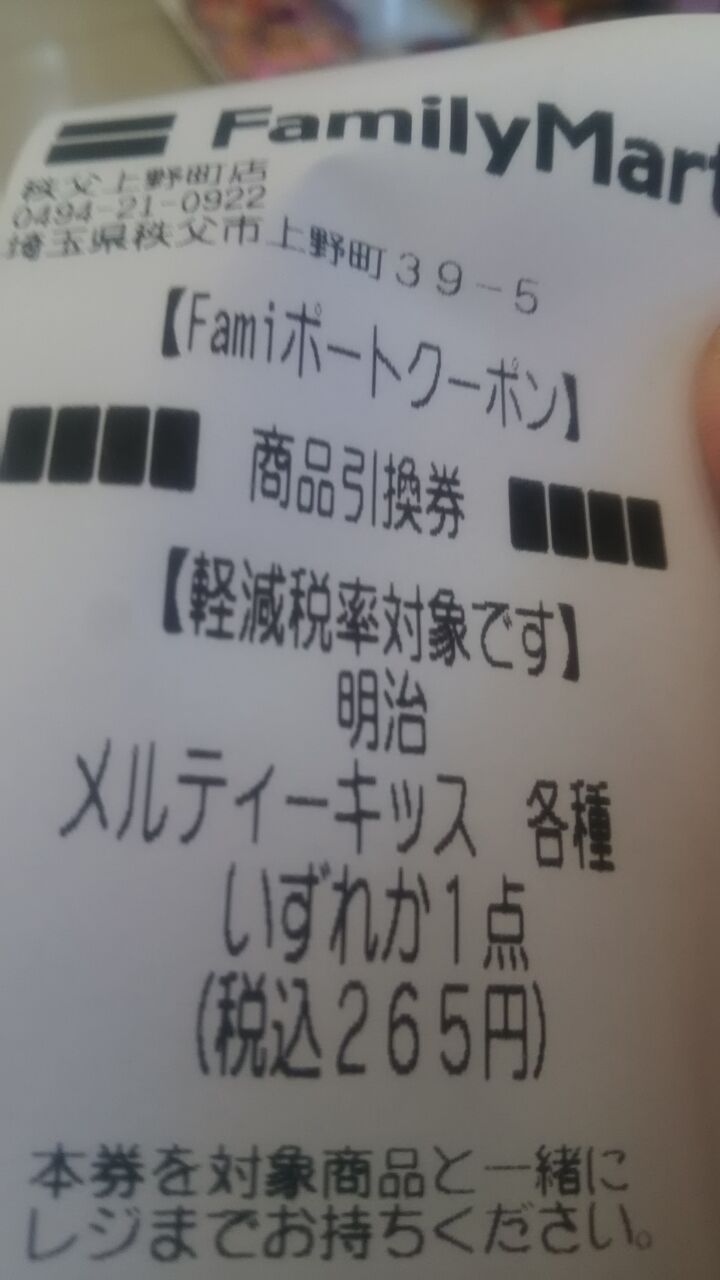 FamilyMart
秩父上野町店
0494-21-0922
埼玉県秩父市上野町39-5
【Famiポートクーポン】
商品引換券
【軽減税率対象です】
明治
メルティーキッス 各種
いずれか1点
(税込265円)
本券を対象商品と一緒に
レジまでお持ちください。